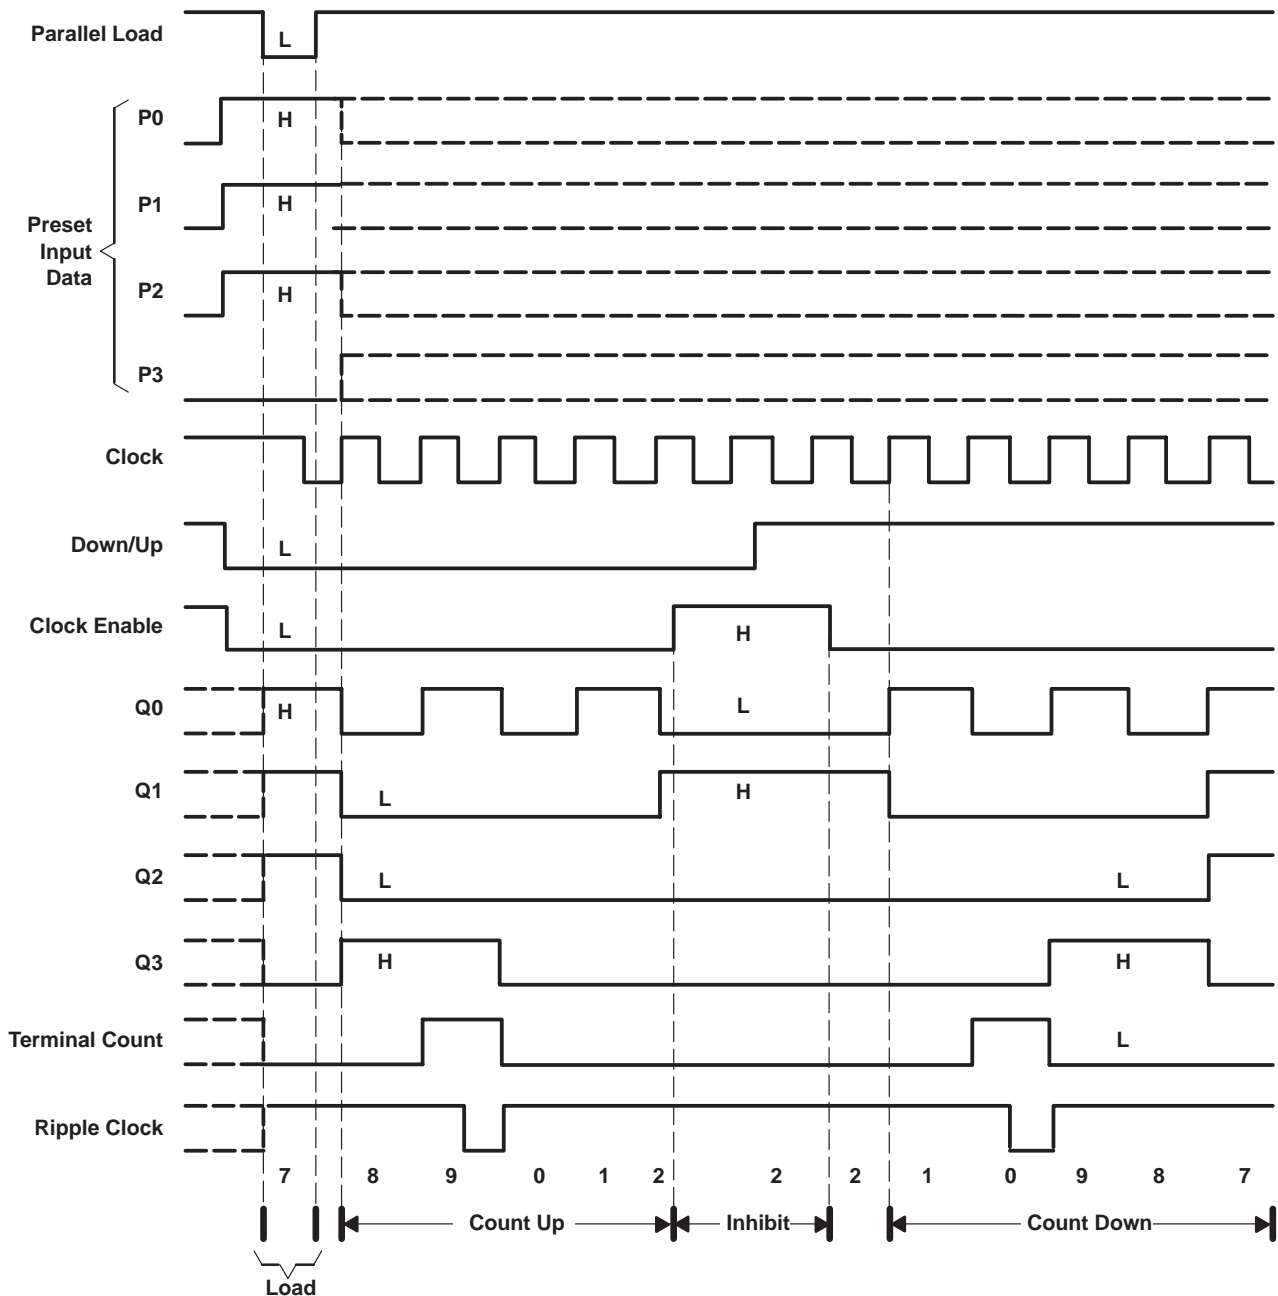 Parallel Load
L
P0
H
P1
H
Preset
Input
Data
P2
H
P3
Clock
Down/Up
L
Clock Enable
L
H
Q0
H
L
Q1
L
H
Q2
L
L
Q3
H
H
Terminal Count
L
Ripple Clock
7 8 9 0 1 2 2 2 1 0 9 8 7
Count Up Inhibit Count Down
Load